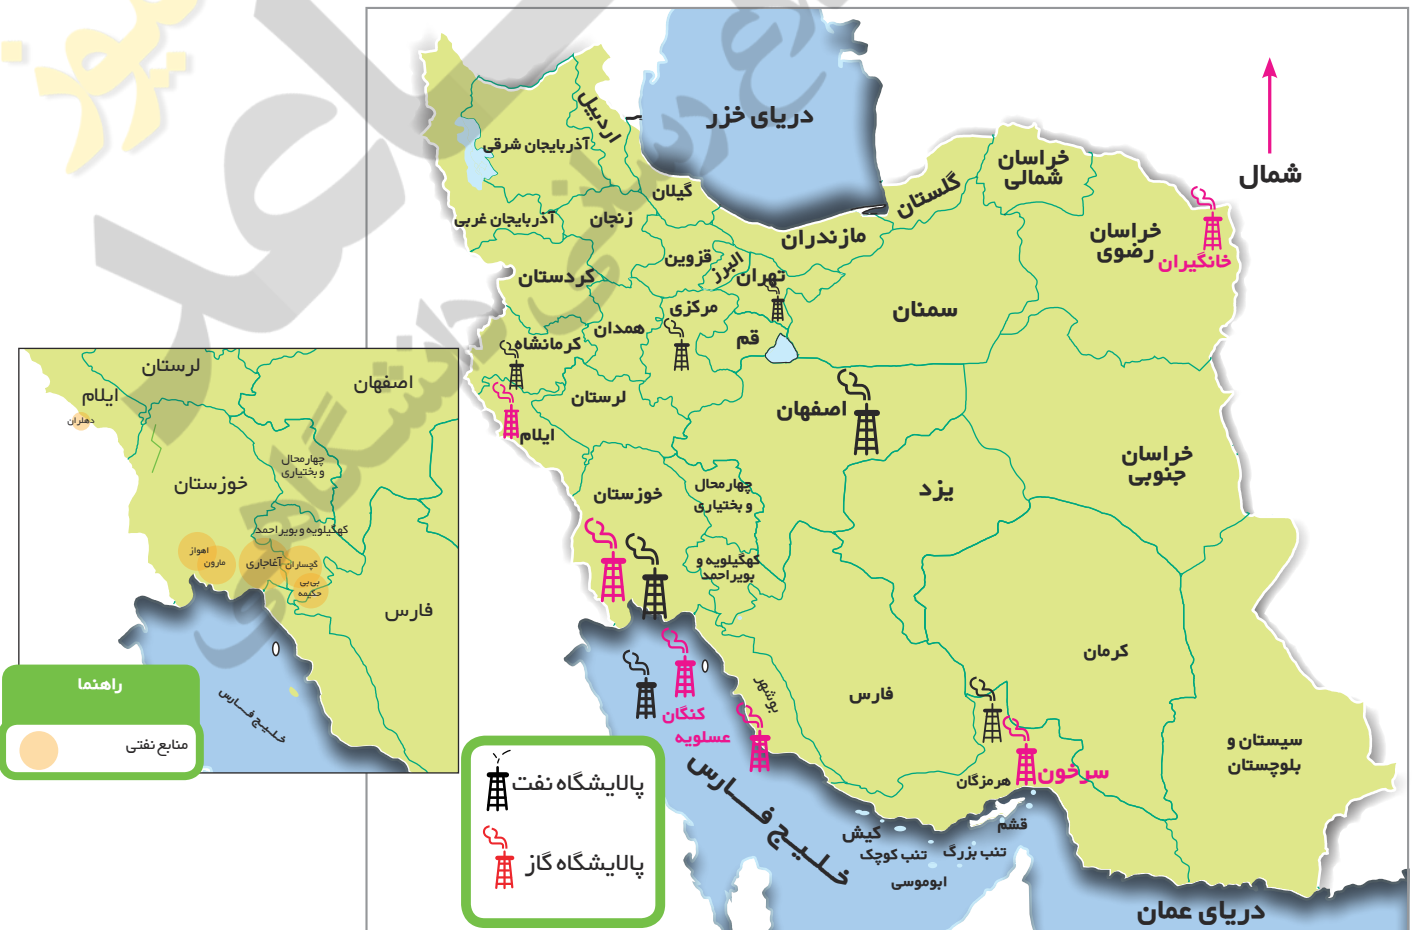 دریای خزر
شمال
اردبیل
آذربایجان شرقی
آذربایجان غربی
گیلان
زنجان
کردستان
قزوین
البرز
تهران
مازندران
گلستان
خراسان
شمالی
خراسان
رضوی
خانگیران
سمنان
مرکزی
قم
همدان
کرمانشاه
لرستان
ایلام
اصفهان
یزد
خراسان
جنوبی
خوزستان
چهارمحال
و بختیاری
کهگیلویه و
بویراحمد
فارس
کرمان
بوشهر
کنگان
عسلویه
هرمزگان
سرخون
سیستان و
بلوچستان
خلیج فارس
کیش
قشم
تنب بزرگ
تنب کوچک
ابوموسی
دریای عمان
پالایشگاه نفت
پالایشگاه گاز
لرستان
اصفهان
ایلام
دهلران
خوزستان
چهارمحال
و بختیاری
کهگیلویه و بویراحمد
اهواز
مارون
آغاجاری
گچساران
بی‌بی
حکیمه
فارس
خلیج فارس
راهنما
منابع نفتی